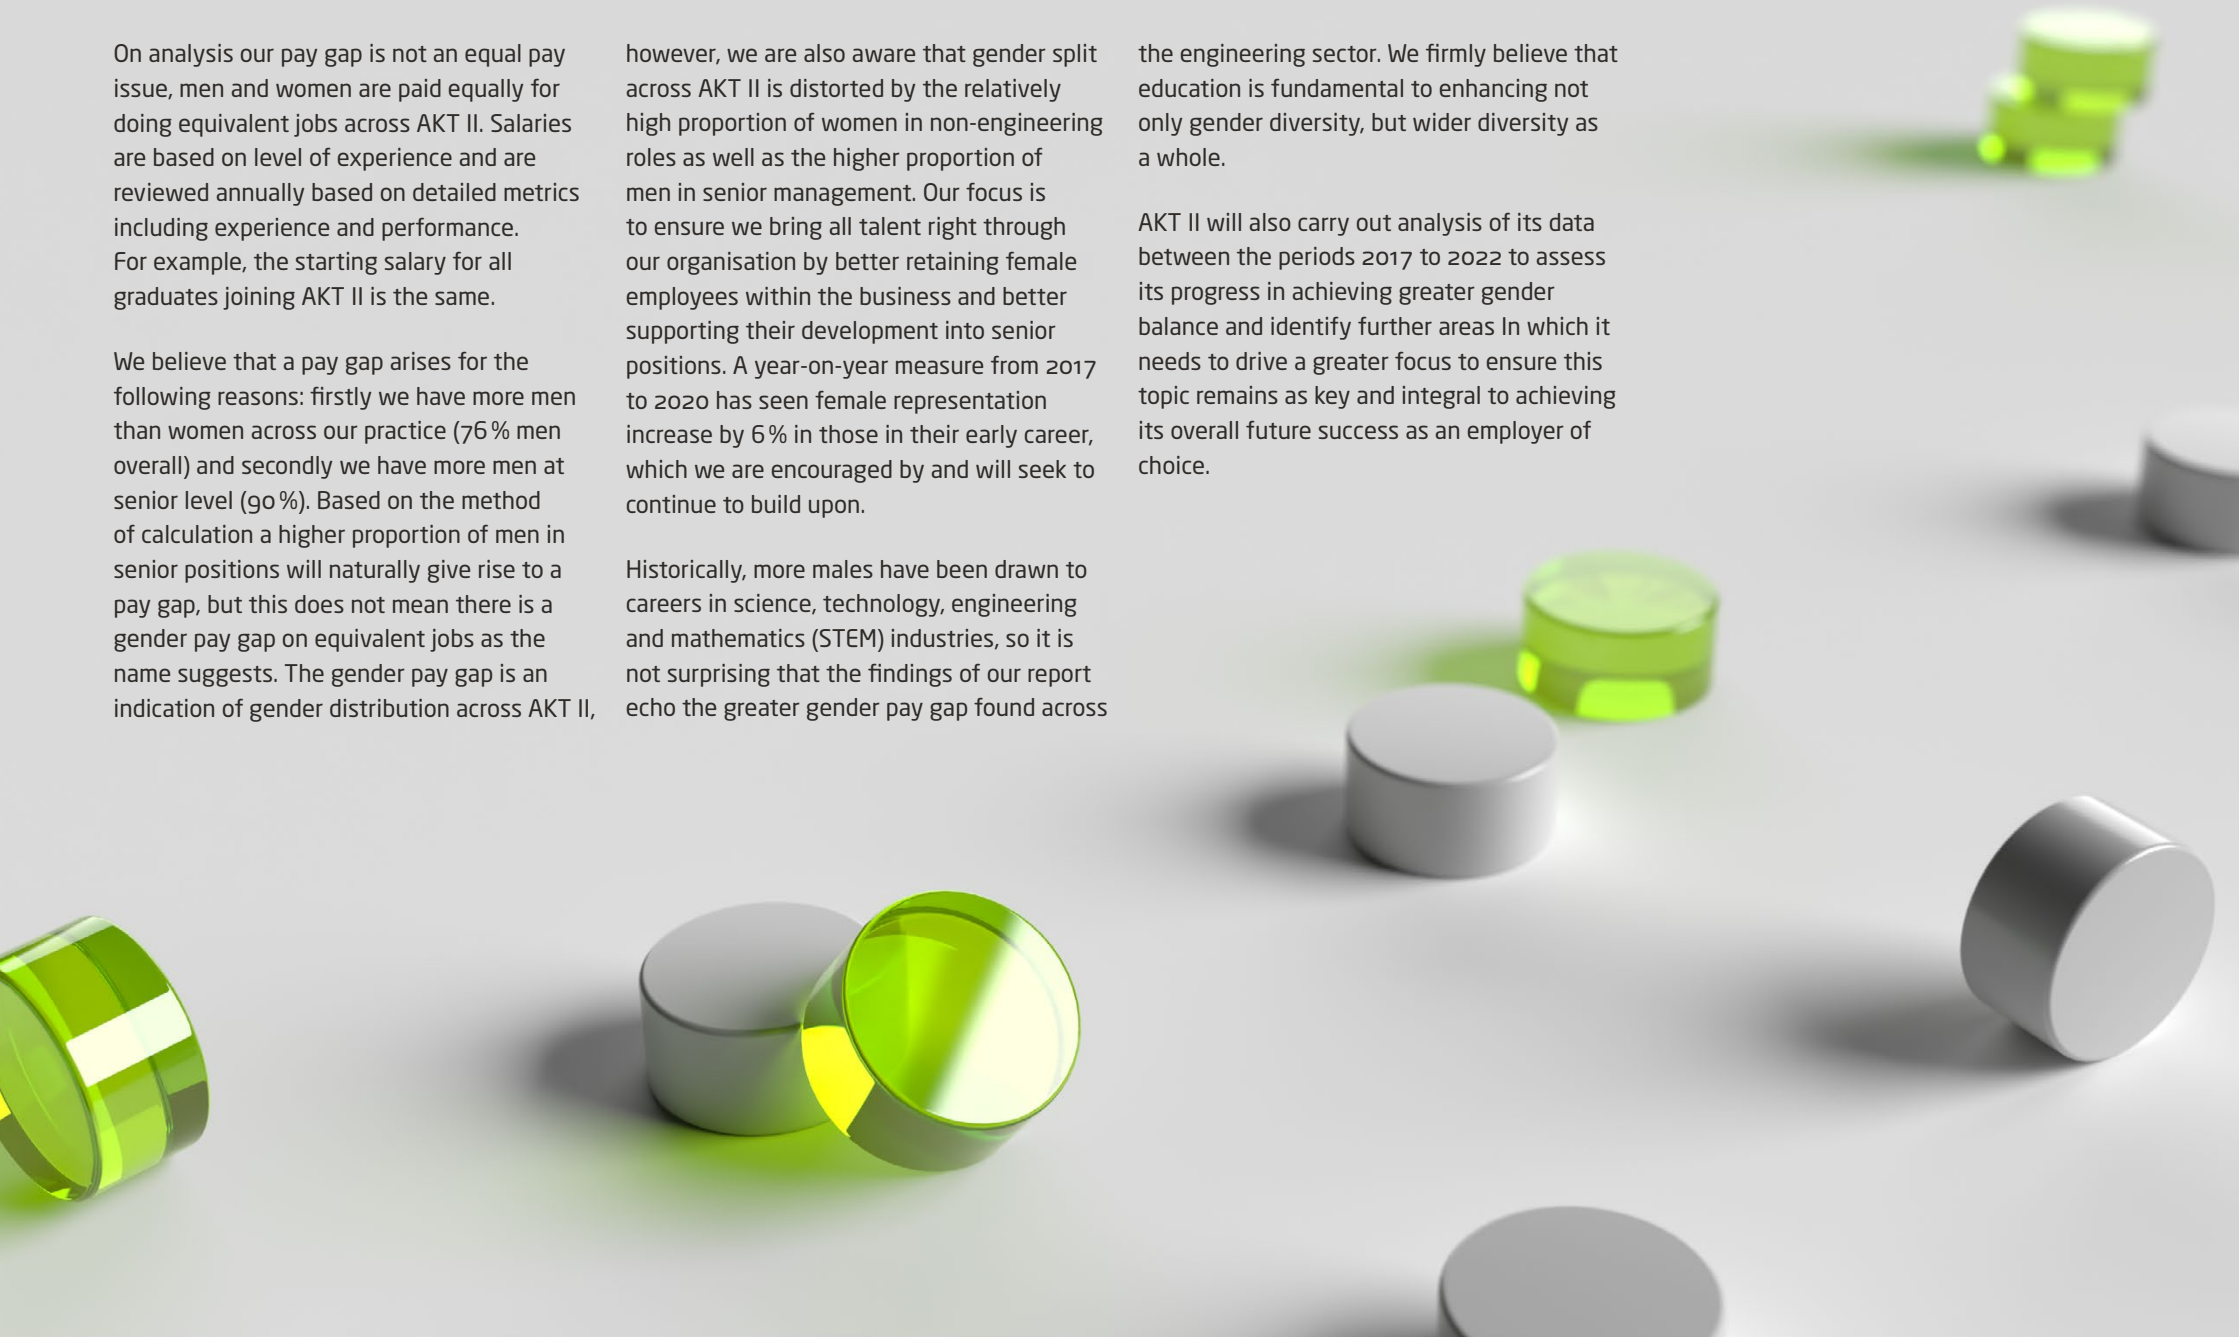 On analysis our pay gap is not an equal pay
issue, men and women are paid equally for
doing equivalent jobs across AKT II. Salaries
are based on level of experience and are
reviewed annually based on detailed metrics
including experience and performance.
For example, the starting salary for all
graduates joining AKT II is the same.
We believe that a pay gap arises for the
following reasons: firstly we have more men
than women across our practice (76 % men
overall) and secondly we have more men at
senior level (90 %). Based on the method
of calculation a higher proportion of men in
senior positions will naturally give rise to a
pay gap, but this does not mean there is a
gender pay gap on equivalent jobs as the
name suggests. The gender pay gap is an
indication of gender distribution across AKT II,
however, we are also aware that gender split
across AKT II is distorted by the relatively
high proportion of women in non-engineering
roles as well as the higher proportion of
men in senior management. Our focus is
to ensure we bring all talent right through
our organisation by better retaining female
employees within the business and better
supporting their development into senior
positions. A year-on-year measure from 2017
to 2020 has seen female representation
increase by 6 % in those in their early career,
which we are encouraged by and will seek to
continue to build upon.
Historically, more males have been drawn to
careers in science, technology, engineering
and mathematics (STEM) industries, so it is
not surprising that the findings of our report
echo the greater gender pay gap found across
the engineering sector. We firmly believe that
education is fundamental to enhancing not
only gender diversity, but wider diversity as
a whole.
AKT II will also carry out analysis of its data
between the periods 2017 to 2022 to assess
its progress in achieving greater gender
balance and identify further areas In which it
needs to drive a greater focus to ensure this
topic remains as key and integral to achieving
its overall future success as an employer of
choice.